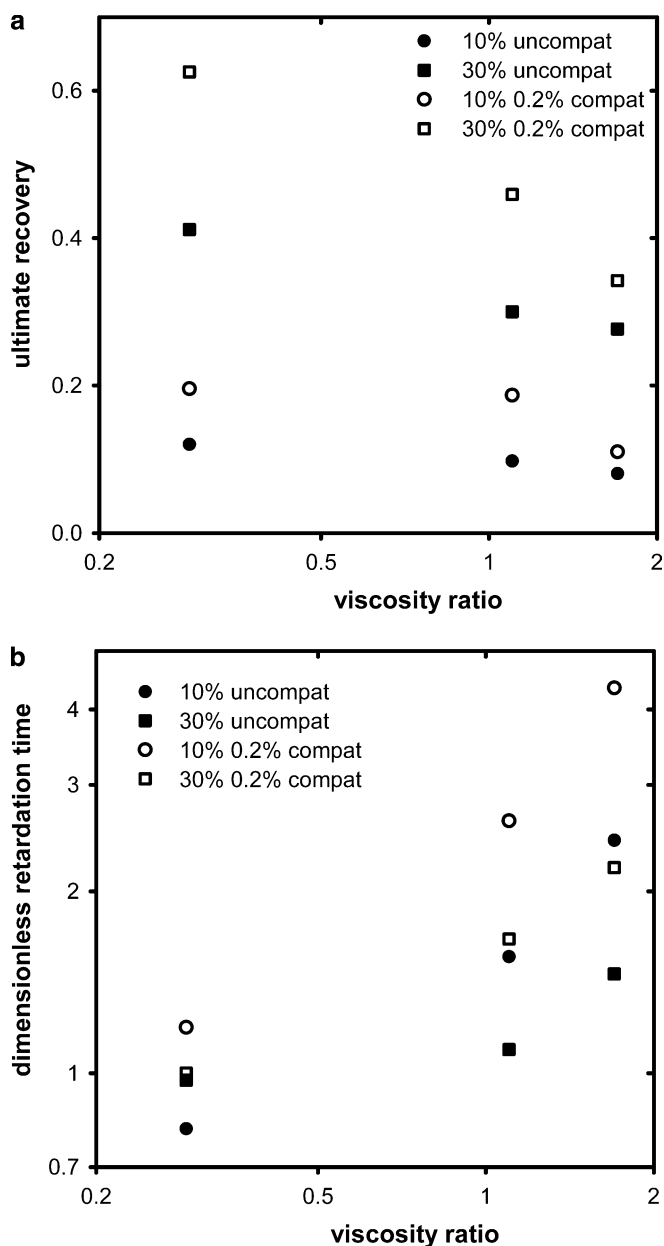 a
10% uncompat
30% uncompat
10% 0.2% compat
30% 0.2% compat
ultimate recovery
0.6
0.4
0.2
0.0
0.2 0.5 1 2
viscosity ratio
b
10% uncompat
30% uncompat
10% 0.2% compat
30% 0.2% compat
dimensionless retardation time
4
3
2
1
0.7
0.2 0.5 1 2
viscosity ratio